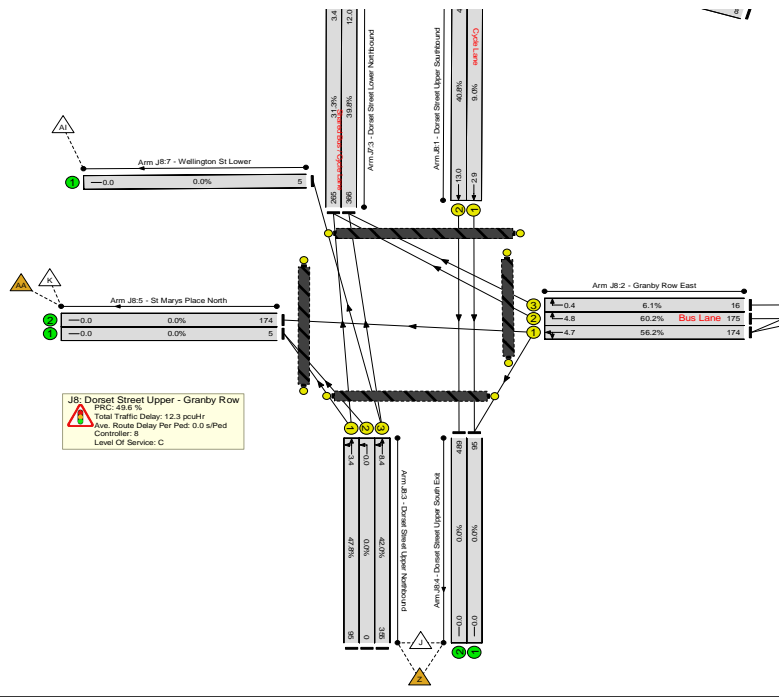 3.4
12.0
4
31.3%
39.8%
Shared Bus / Cycle Lane
265
366
Arm J7:3 - Dorset Street Lower Northbound
Arm J8:1 - Dorset Street Upper Southbound
Cycle Lane
40.8%
9.0%
13.0
2.9
2
1
AI
Arm J8:7 - Wellington St Lower
1
0.0
0.0%
5
AA
K
Arm J8:5 - St Marys Place North
2
0.0
0.0%
174
1
0.0
0.0%
5
Arm J8:2 - Granby Row East
3
0.4
6.1%
16
2
4.8
60.2%
Bus Lane
175
1
4.7
56.2%
174
J8: Dorset Street Upper - Granby Row
PRC: 49.6 %
Total Traffic Delay: 12.3 pcuHr
Ave. Route Delay Per Ped: 0.0 s/Ped
Controller: 8
Level Of Service: C
1
2
3
3.4
0.0
8.4
47.8%
0.0%
42.0%
95
0
Arm J8:3 - Dorset Street Upper Northbound
Arm J8:4 - Dorset Street Upper South Exit
489
95
0.0%
0.0%
0.0
0.0
2
1
J
Z